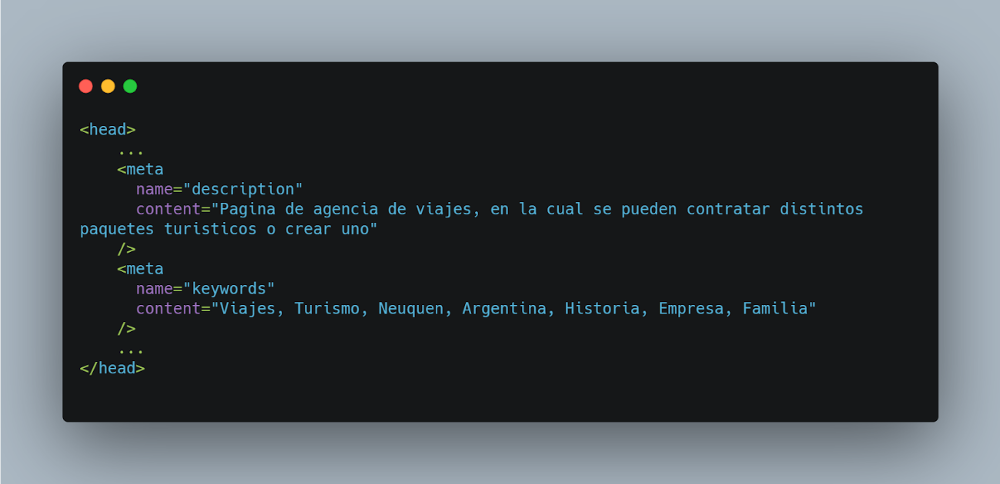 <head>
...
<meta
name="description"
content="Pagina de agencia de viajes, en la cual se pueden contratar distintos
paquetes turisticos o crear uno"
/>
<meta
name="keywords"
content="Viajes, Turismo, Neuquen, Argentina, Historia, Empresa, Familia"
/>
...
</head>